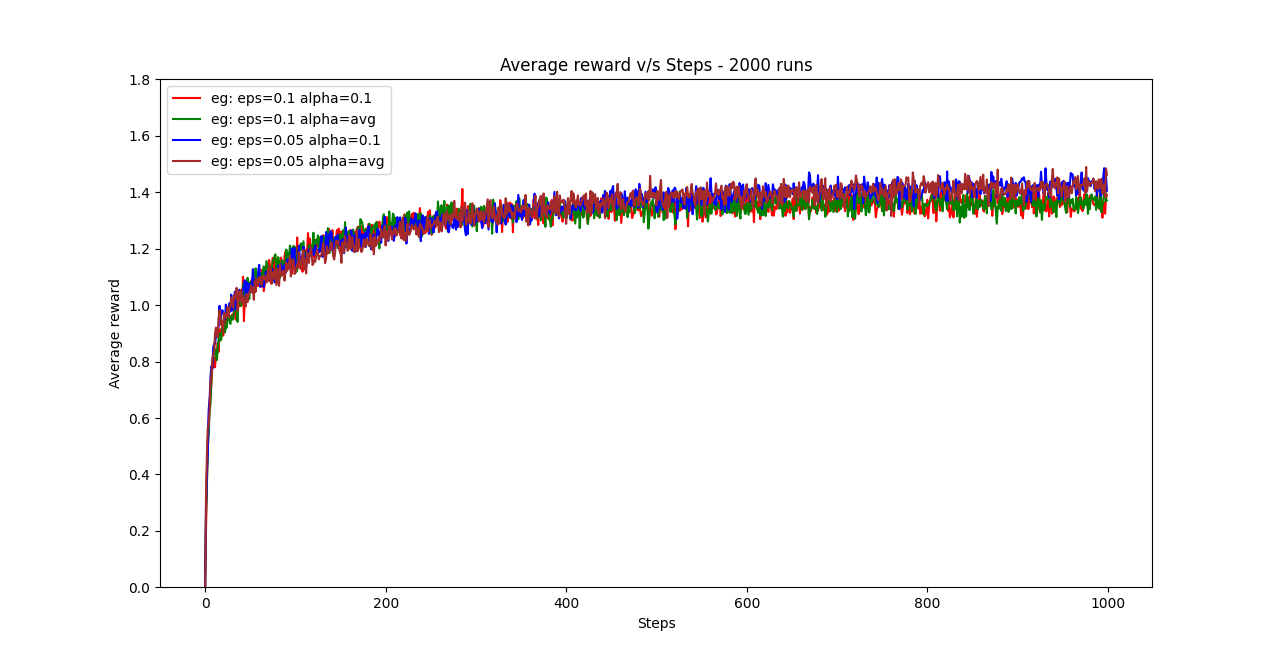 Average reward v/s Steps - 2000 runs
1.8
1.6
1.4
1.2
1.0
0.8
0.6
0.4
0.2
0.0
Average reward
eg: eps=0.1 alpha=0.1
eg: eps=0.1 alpha=avg
eg: eps=0.05 alpha=0.1
eg: eps=0.05 alpha=avg
0 200 400 600 800 1000
Steps